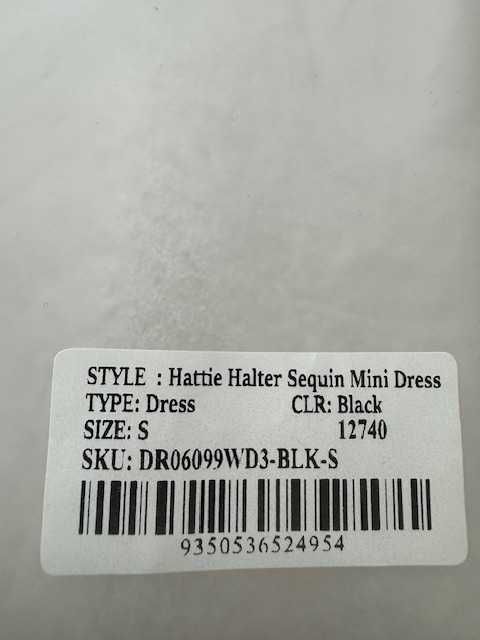 STYLE : Hattie Halter Sequin Mini Dress
TYPE: Dress CLR: Black
SIZE: S 12740
SKU: DR06099WD3-BLK-S
9350536524954